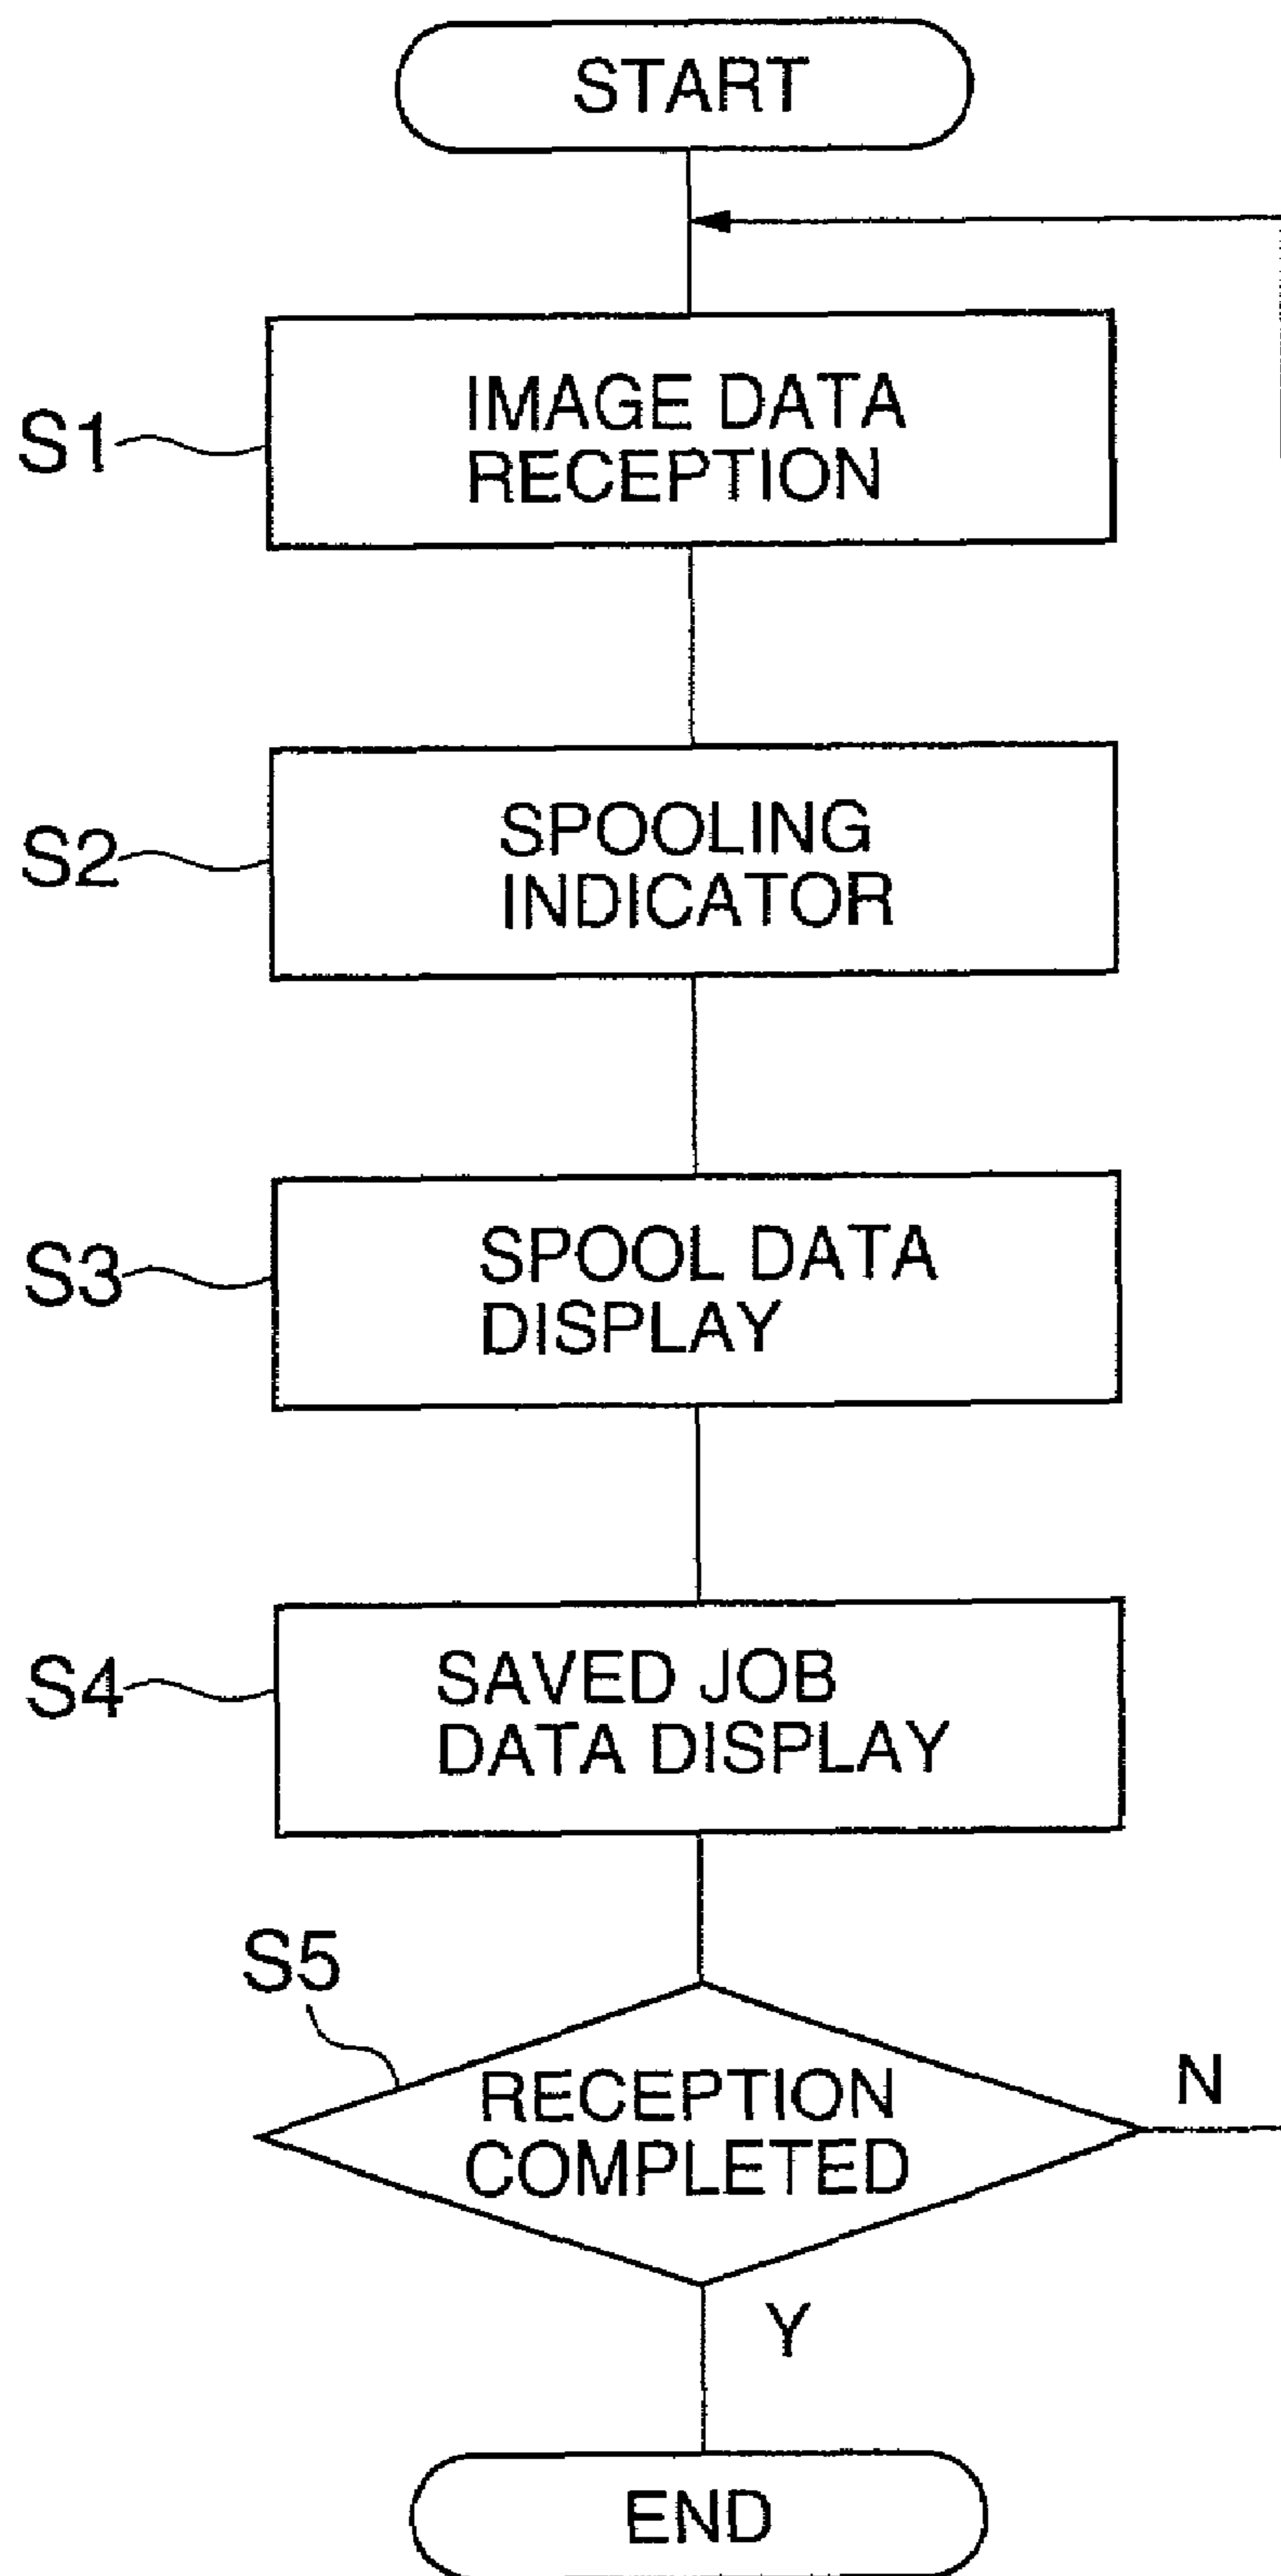 START
S1
IMAGE DATA
RECEPTION
S2
SPOOLING
INDICATOR
S3
SPOOL DATA
DISPLAY
S4
SAVED JOB
DATA DISPLAY
S5
RECEPTION
COMPLETED
N
Y
END